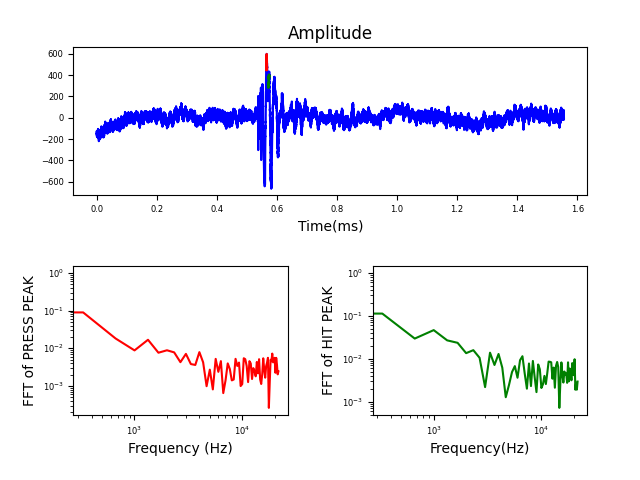 Amplitude
600
400
200
0
−200
−400
−600
0.0 0.2 0.4 0.6 0.8 1.0 1.2 1.4 1.6
Time(ms)
FFT of PRESS PEAK
10⁰
10⁻¹
10⁻²
10⁻³
10³ 10⁴
Frequency (Hz)
FFT of HIT PEAK
10⁰
10⁻¹
10⁻²
10⁻³
10³ 10⁴
Frequency(Hz)